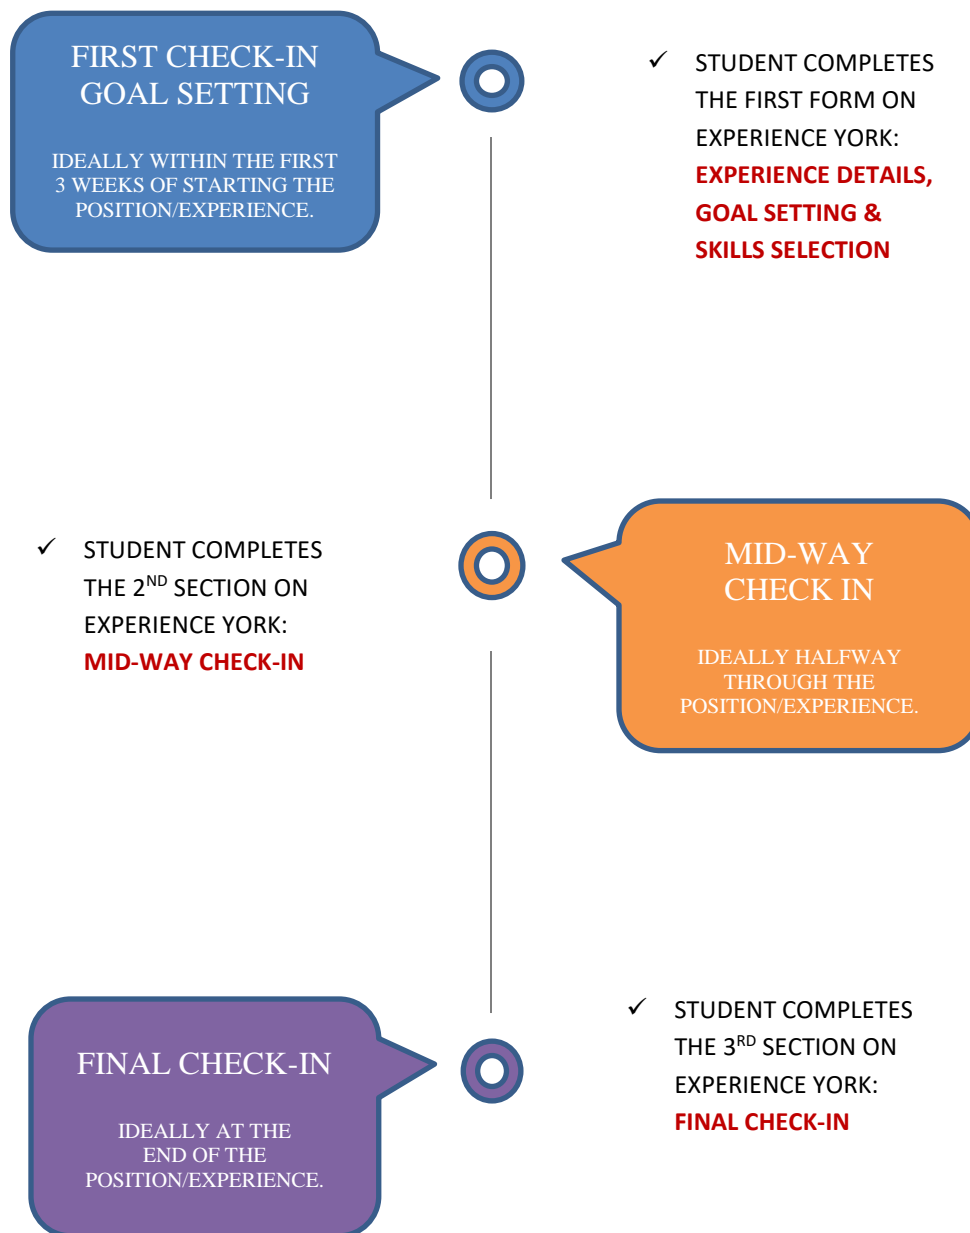 FIRST CHECK-IN
GOAL SETTING
IDEALLY WITHIN THE FIRST
3 WEEKS OF STARTING THE
POSITION/EXPERIENCE.
✓ STUDENT COMPLETES
THE FIRST FORM ON
EXPERIENCE YORK:
EXPERIENCE DETAILS,
GOAL SETTING &
SKILLS SELECTION
✓ STUDENT COMPLETES
THE 2ND SECTION ON
EXPERIENCE YORK:
MID-WAY CHECK-IN
MID-WAY
CHECK IN
IDEALLY HALFWAY
THROUGH THE
POSITION/EXPERIENCE.
FINAL CHECK-IN
IDEALLY AT THE
END OF THE
POSITION/EXPERIENCE.
✓ STUDENT COMPLETES
THE 3RD SECTION ON
EXPERIENCE YORK:
FINAL CHECK-IN